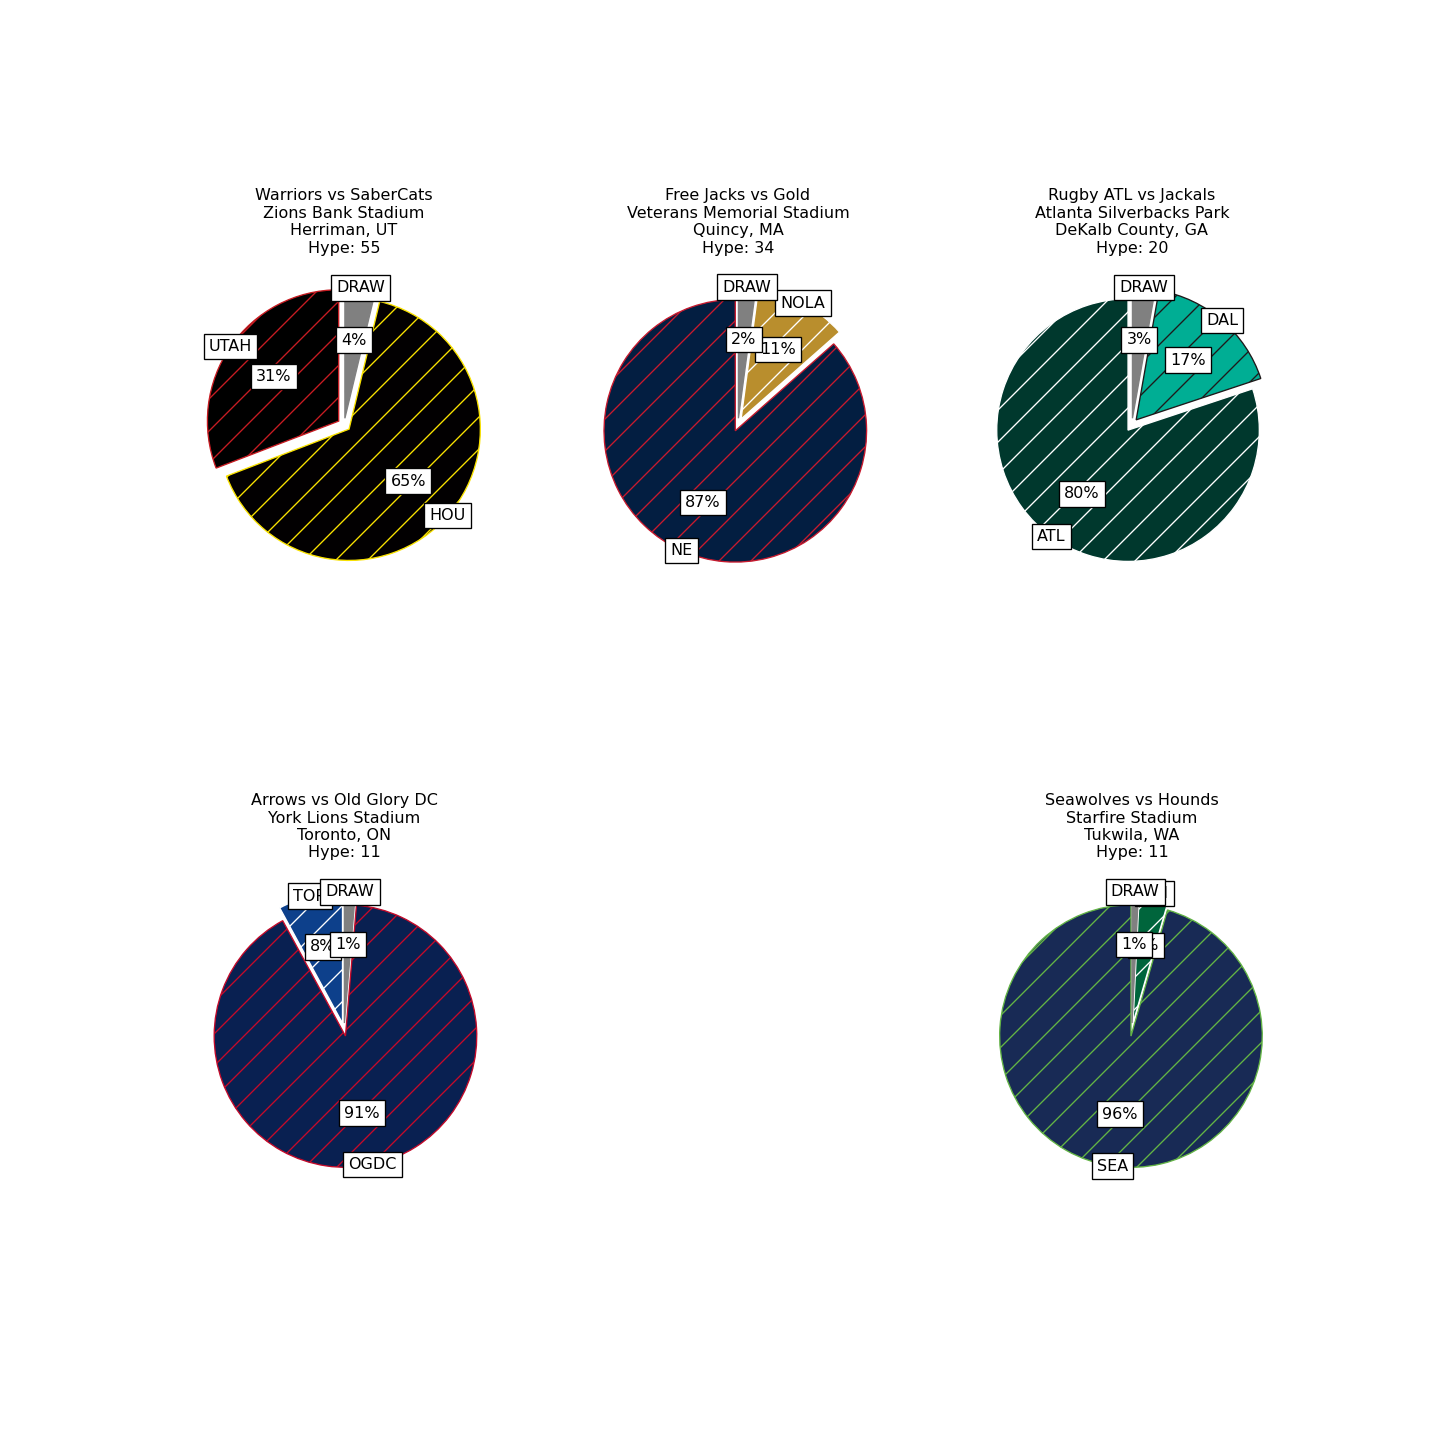 Warriors vs SaberCats
Zions Bank Stadium
Herriman, UT
Hype: 55
DRAW
UTAH
4%
31%
65%
HOU
Free Jacks vs Gold
Veterans Memorial Stadium
Quincy, MA
Hype: 34
DRAW
NOLA
2%
11%
87%
NE
Rugby ATL vs Jackals
Atlanta Silverbacks Park
DeKalb County, GA
Hype: 20
DRAW
DAL
3%
17%
80%
ATL
Arrows vs Old Glory DC
York Lions Stadium
Toronto, ON
Hype: 11
DRAW
8%
1%
91%
OGDC
Seawolves vs Hounds
Starfire Stadium
Tukwila, WA
Hype: 11
DRAW
1%
96%
SEA